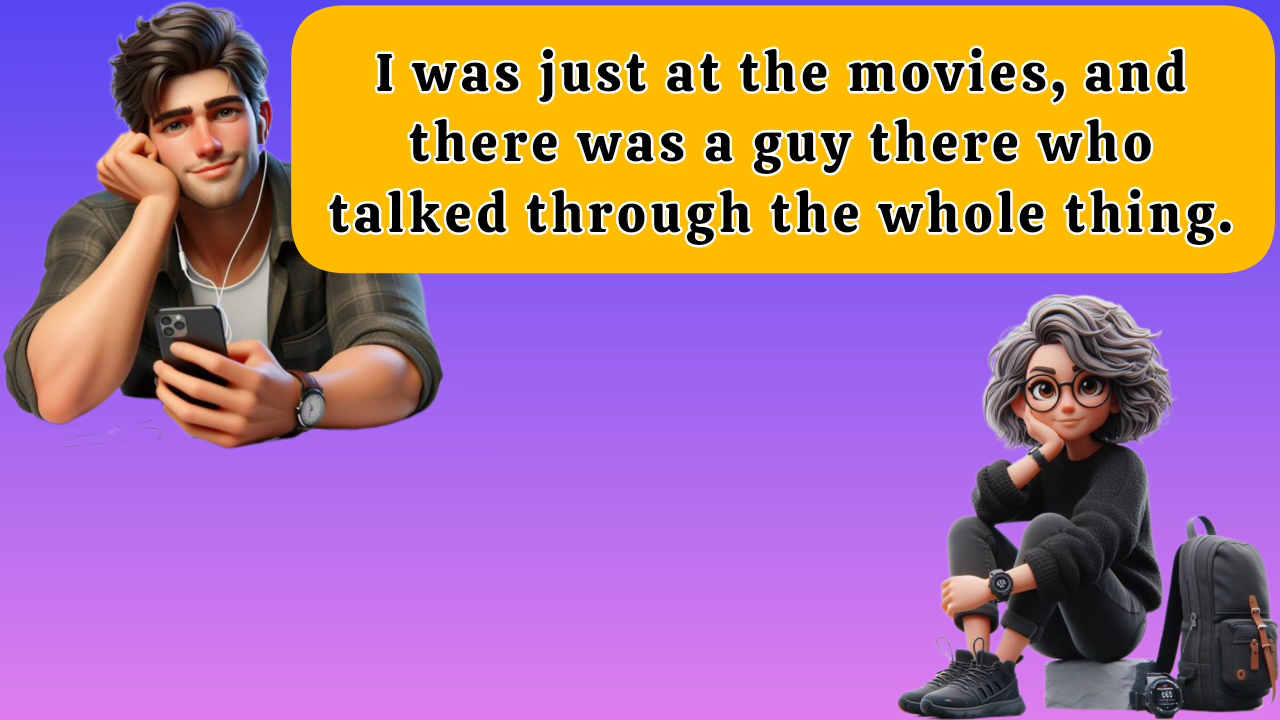 I was just at the movies, and
there was a guy there who
talked through the whole thing.